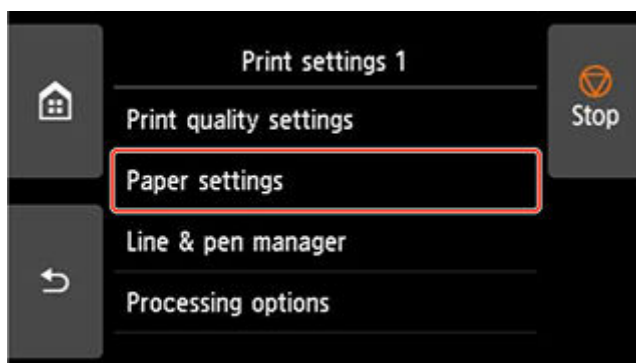 Print settings 1
Stop
Print quality settings
Paper settings
Line & pen manager
Processing options